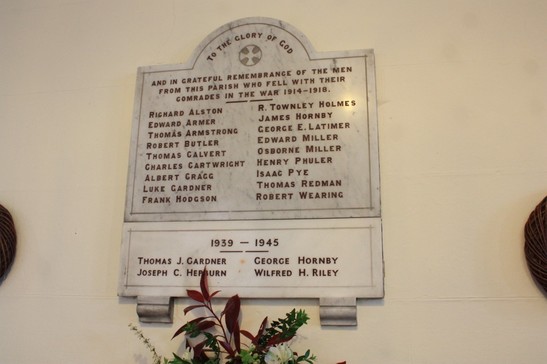 To the Glory of God
And in grateful remembrance of the men
from this parish who fell with their
comrades in the war 1914-1918.
Richard Alston
Edward Armer
Thomas Armstrong
Robert Butler
Thomas Calvert
Charles Cartwright
Albert Gragg
Luke Gardner
Frank Hodgson
R. Townley Holmes
James Hornby
George E. Latimer
Edward Miller
Osborne Miller
Henry Phuler
Isaac Pye
Thomas Redman
Robert Wearing
1939 — 1945
Thomas J. Gardner
Joseph C. Hepburn
George Hornby
Wilfred H. Riley